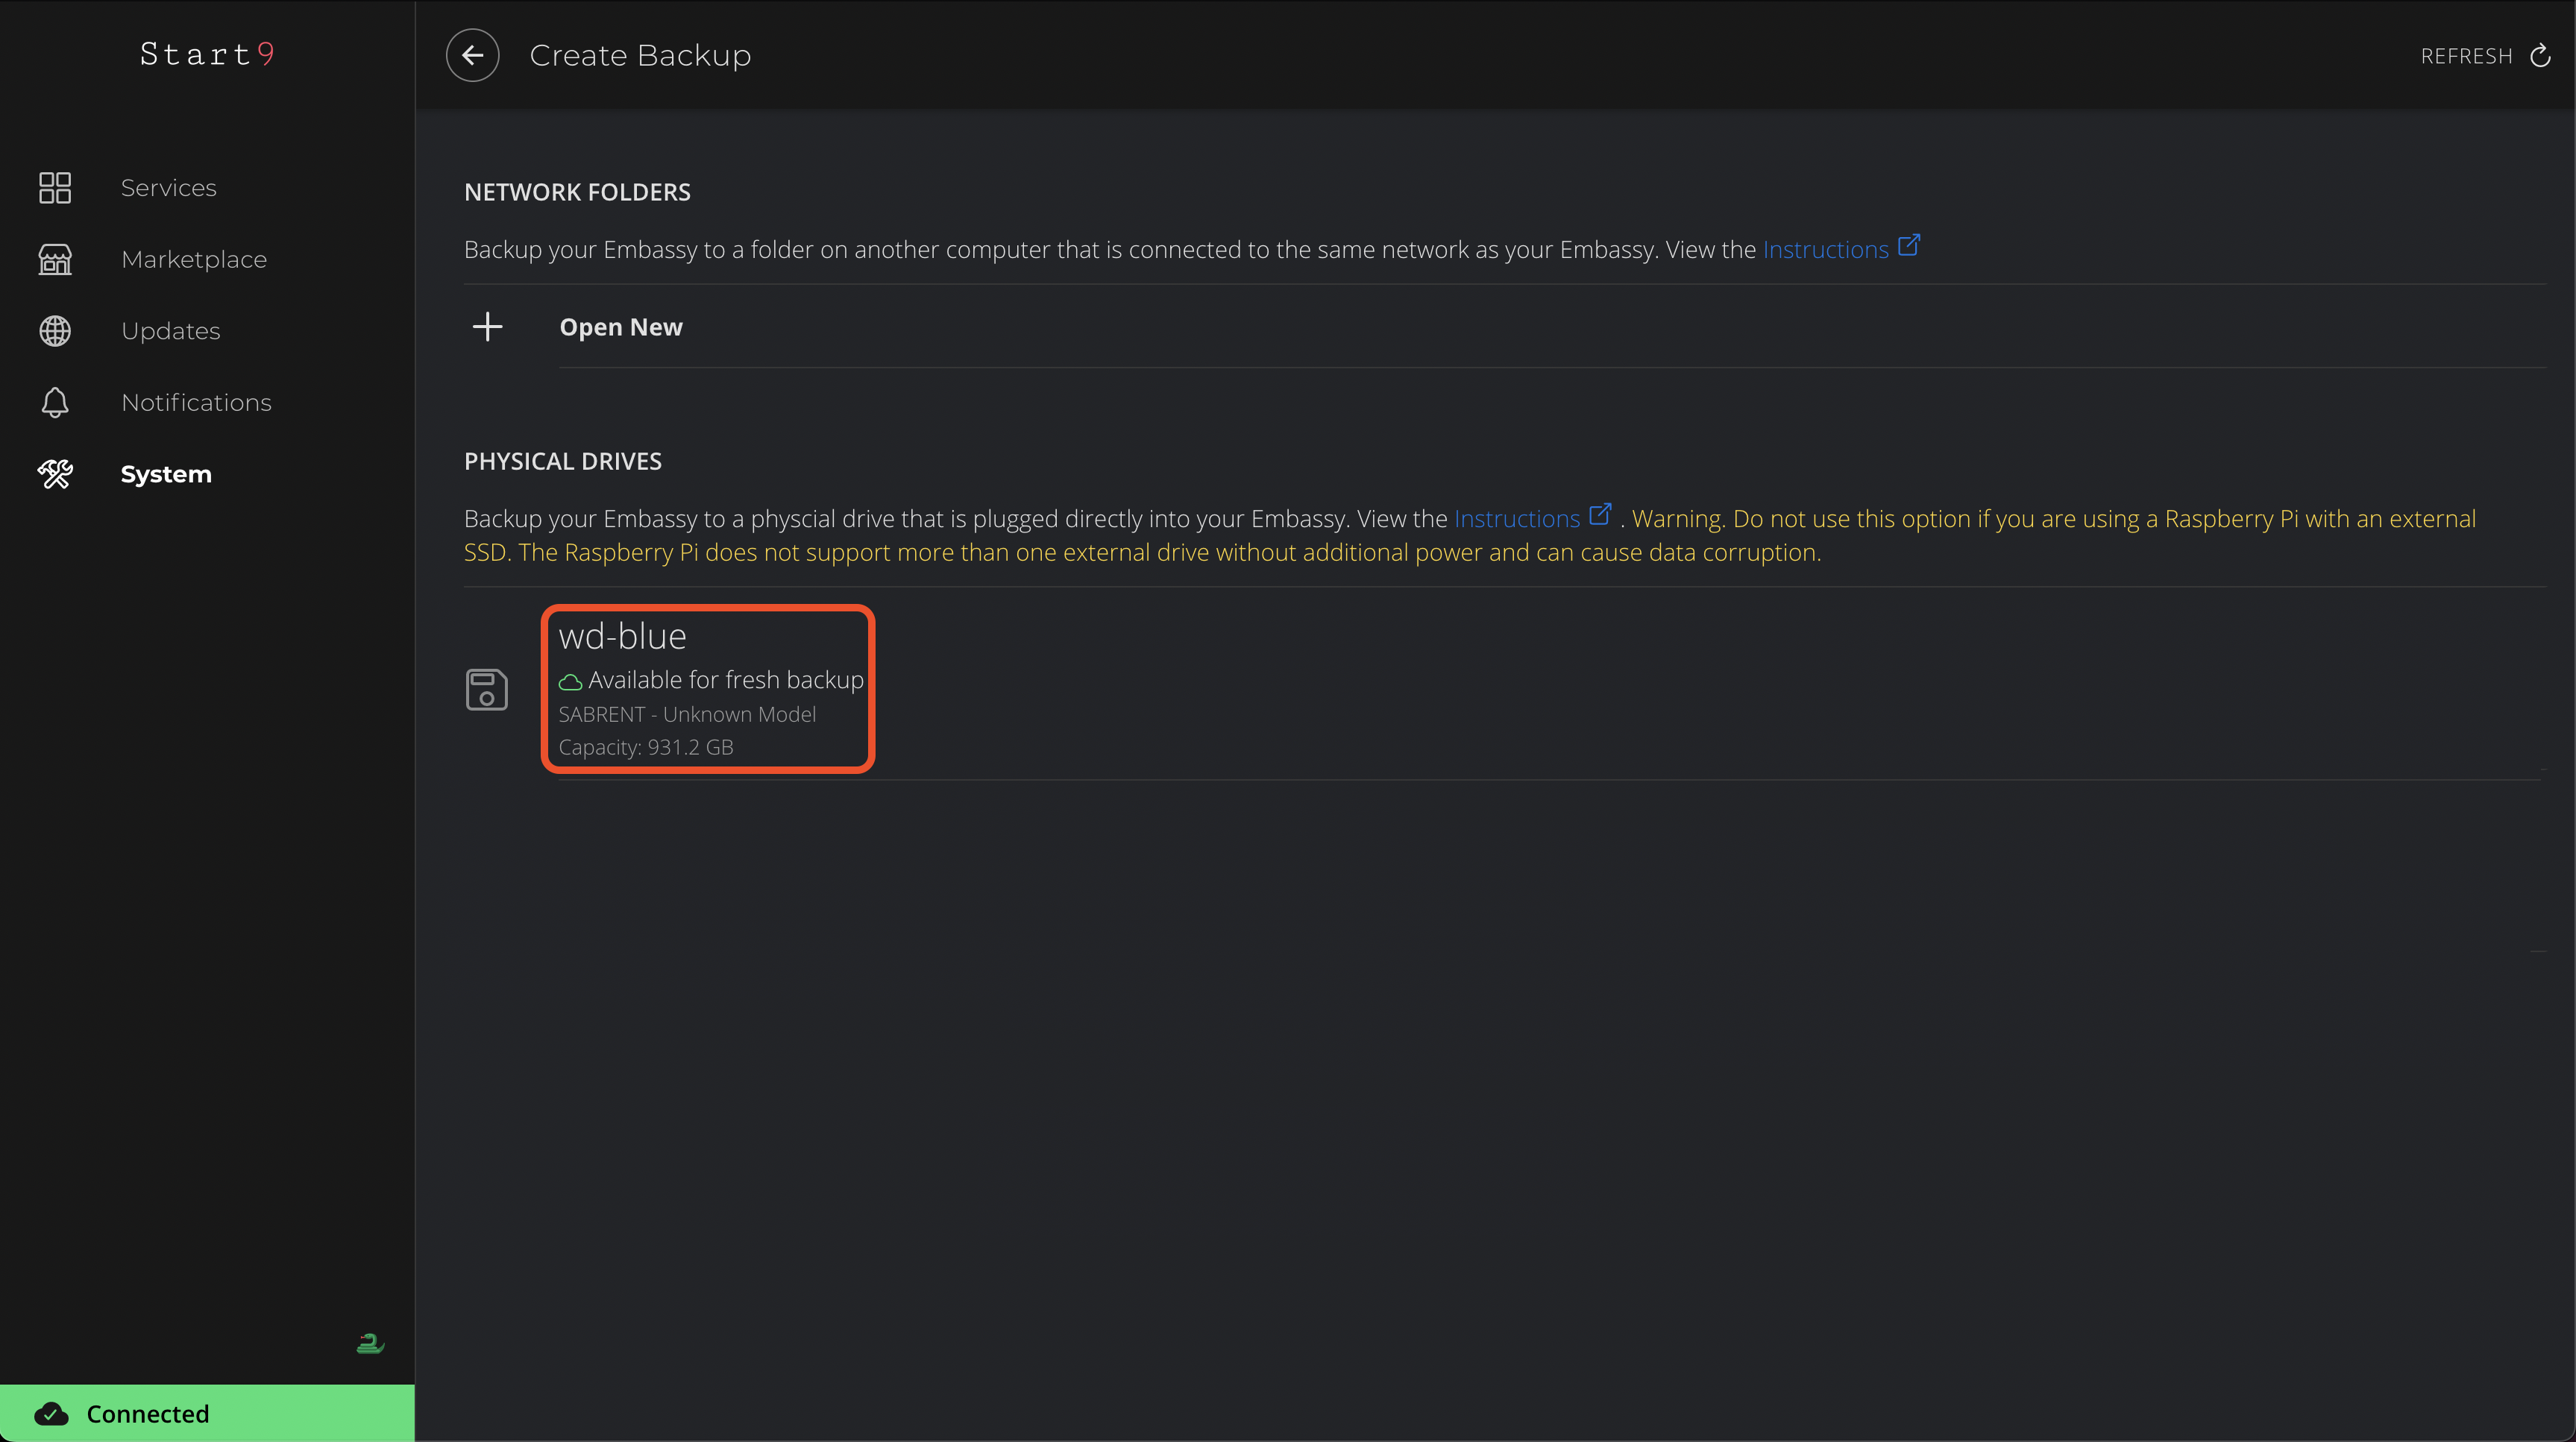 Start9
Services
Marketplace
Updates
Notifications
System
Connected
Create Backup
REFRESH
NETWORK FOLDERS
Backup your Embassy to a folder on another computer that is connected to the same network as your Embassy. View the Instructions
Open New
PHYSICAL DRIVES
Backup your Embassy to a physcial drive that is plugged directly into your Embassy. View the Instructions . Warning. Do not use this option if you are using a Raspberry Pi with an external
SSD. The Raspberry Pi does not support more than one external drive without additional power and can cause data corruption.
wd-blue
Available for fresh backup
SABRENT - Unknown Model
Capacity: 931.2 GB